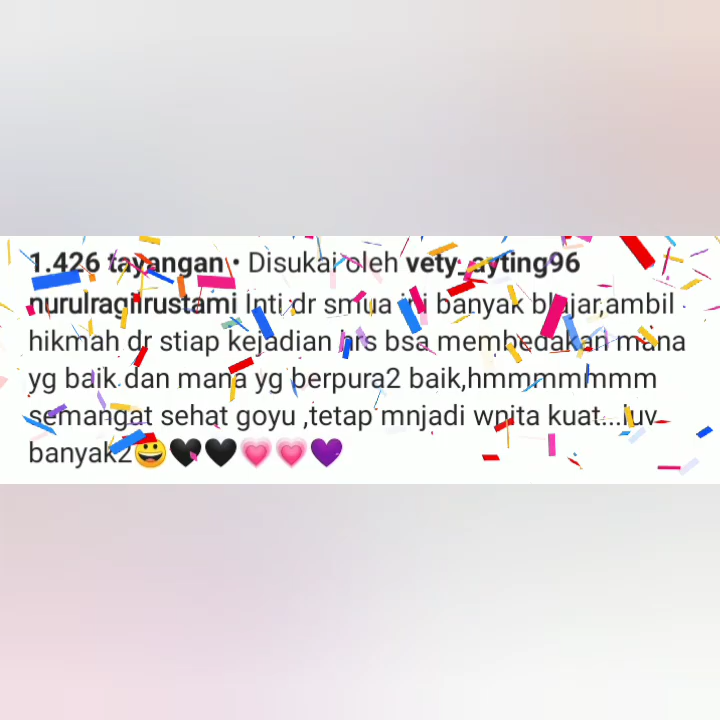 1.426 tayangan • Disukai oleh vety_ayting96
nurulragilrustami Inti dr smua ini banyak blajar,ambil
hikmah dr stiap kejadian hrs bsa membedakan mana
yg baik dan mana yg berpura2 baik,hmmmmmmm
semangat sehat goyu ,tetap mnjadi wnita kuat...luv
banyak2😀🖤🖤💗💗💜